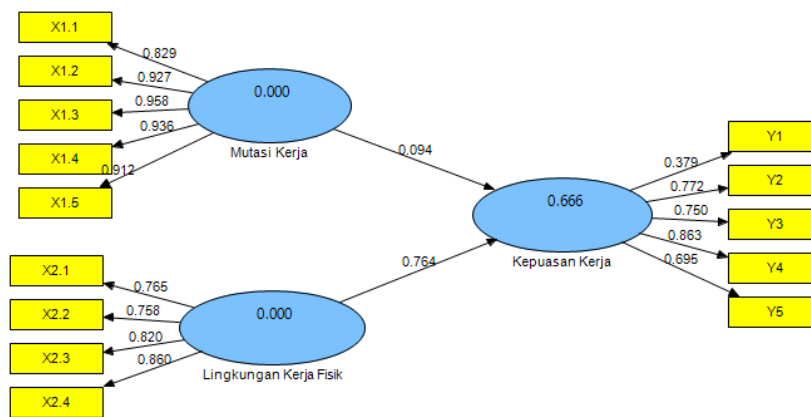 X1.1
0.829
X1.2
0.927
0.000
X1.3
0.958
X1.4
0.936
Mutasi Kerja
0.912
X1.5
0.094
Y1
0.379
Y2
0.772
0.666
0.750
Y3
0.863
Kepuasan Kerja
Y4
0.695
Y5
0.764
X2.1
0.765
X2.2
0.758
0.000
0.820
X2.3
0.860
Lingkungan Kerja Fisik
X2.4